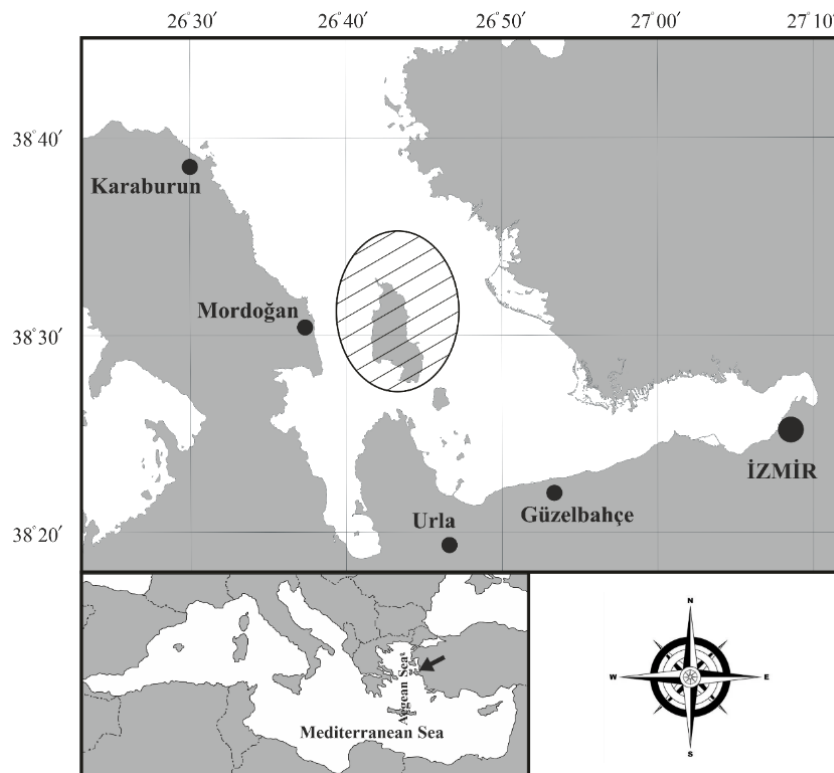 26°30′ 26°40′ 26°50′ 27°00′ 27°10′
38°40′
Karaburun
Mordoğan
38°30′
İZMİR
Güzelbahçe
Urla
38°20′
Aegean Sea
Mediterranean Sea
N
W E
S